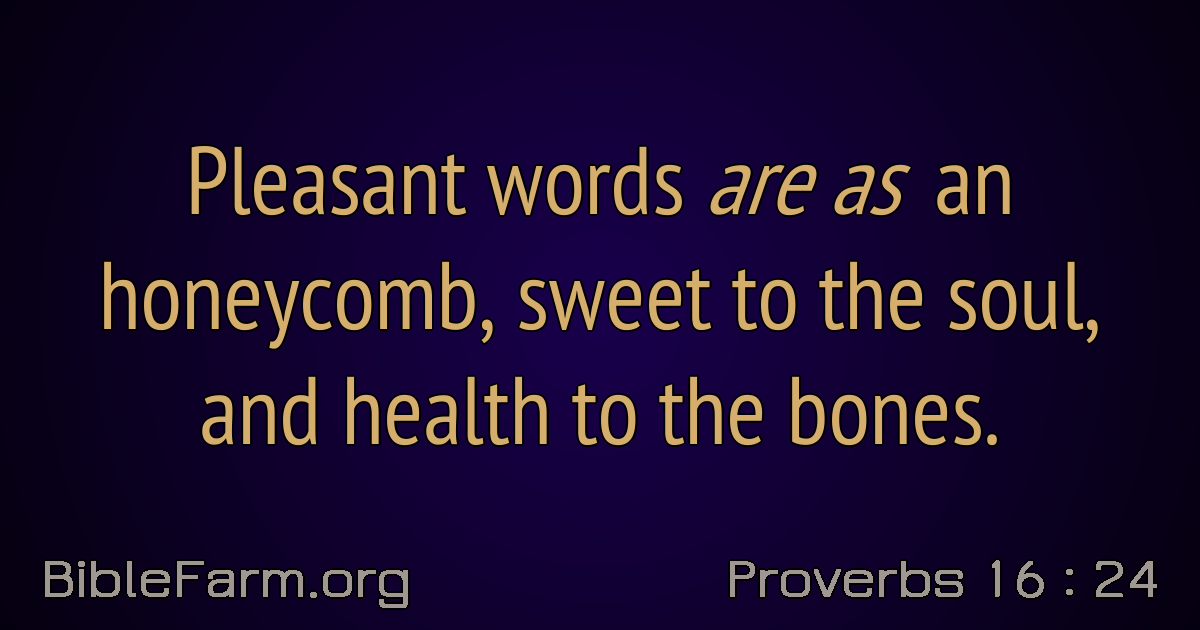 Pleasant words are as an
honeycomb, sweet to the soul,
and health to the bones.
BibleFarm.org
Proverbs 16 : 24